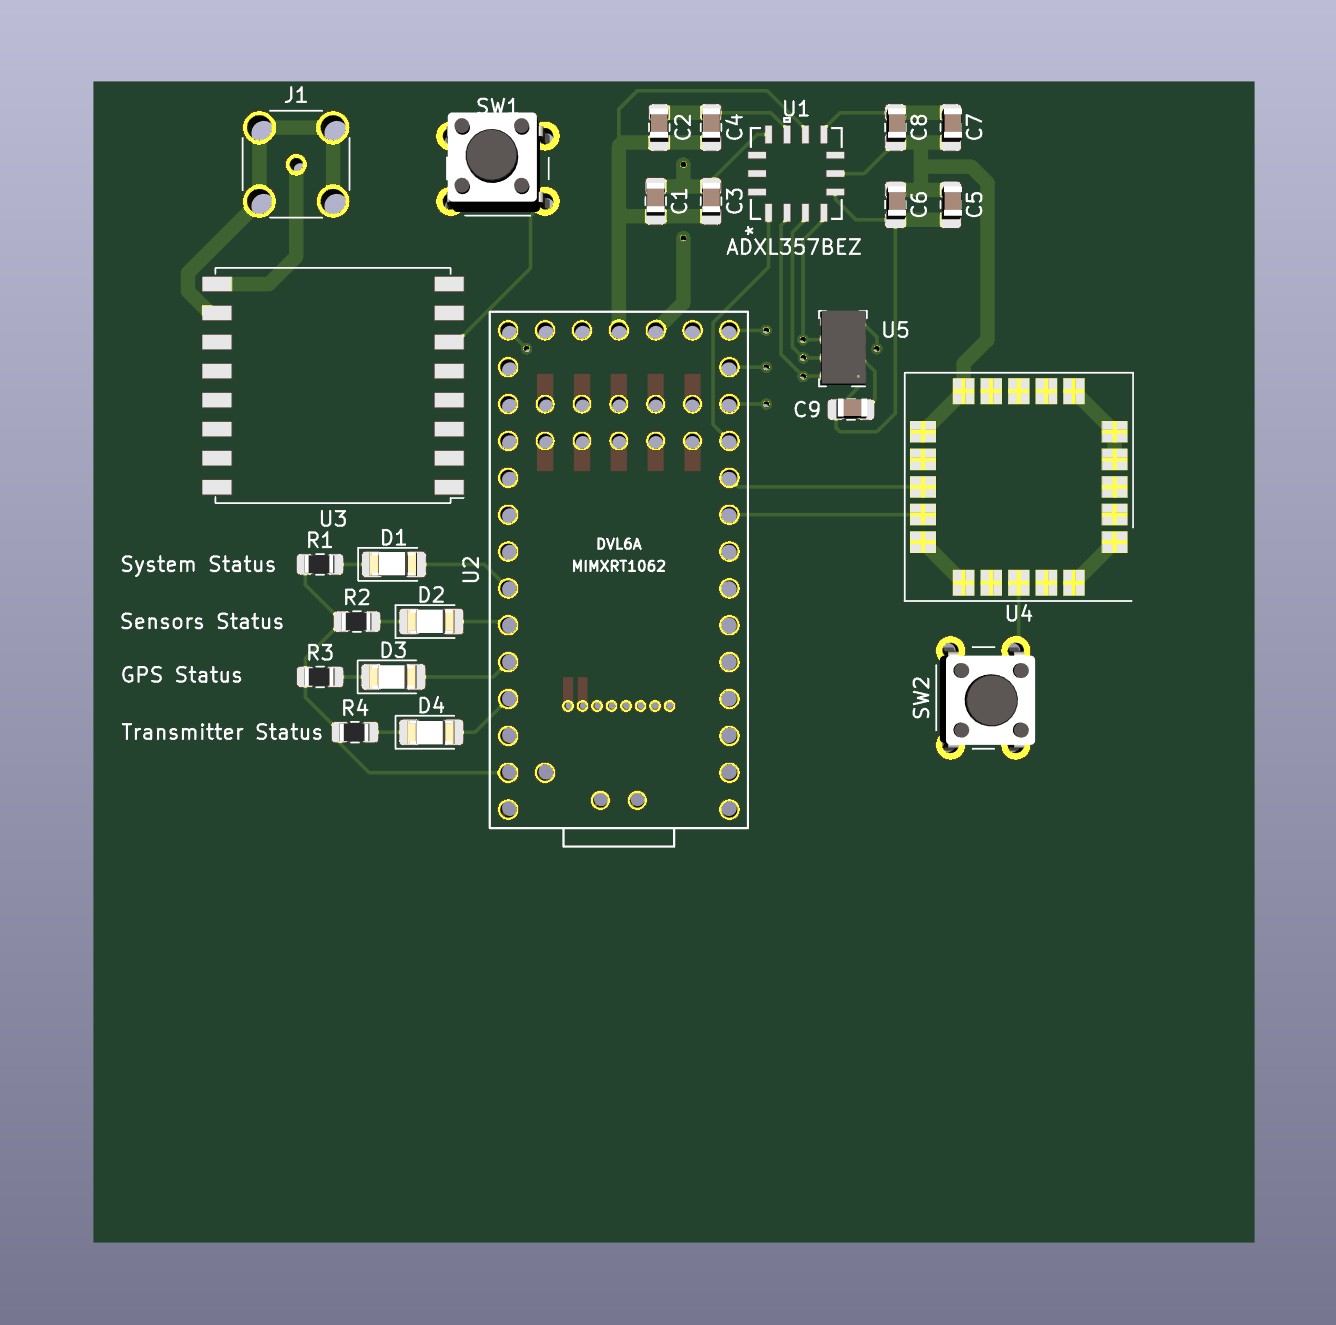 J1
SW1
C2
C4
U1
C8
C7
C1
C3
C6
C5
*
ADXL357BEZ
U5
C9
U3
R1
D1
System Status
U2
DVL6A
MIMXRT1062
R2
D2
Sensors Status
U4
R3
D3
GPS Status
SW2
R4
D4
Transmitter Status